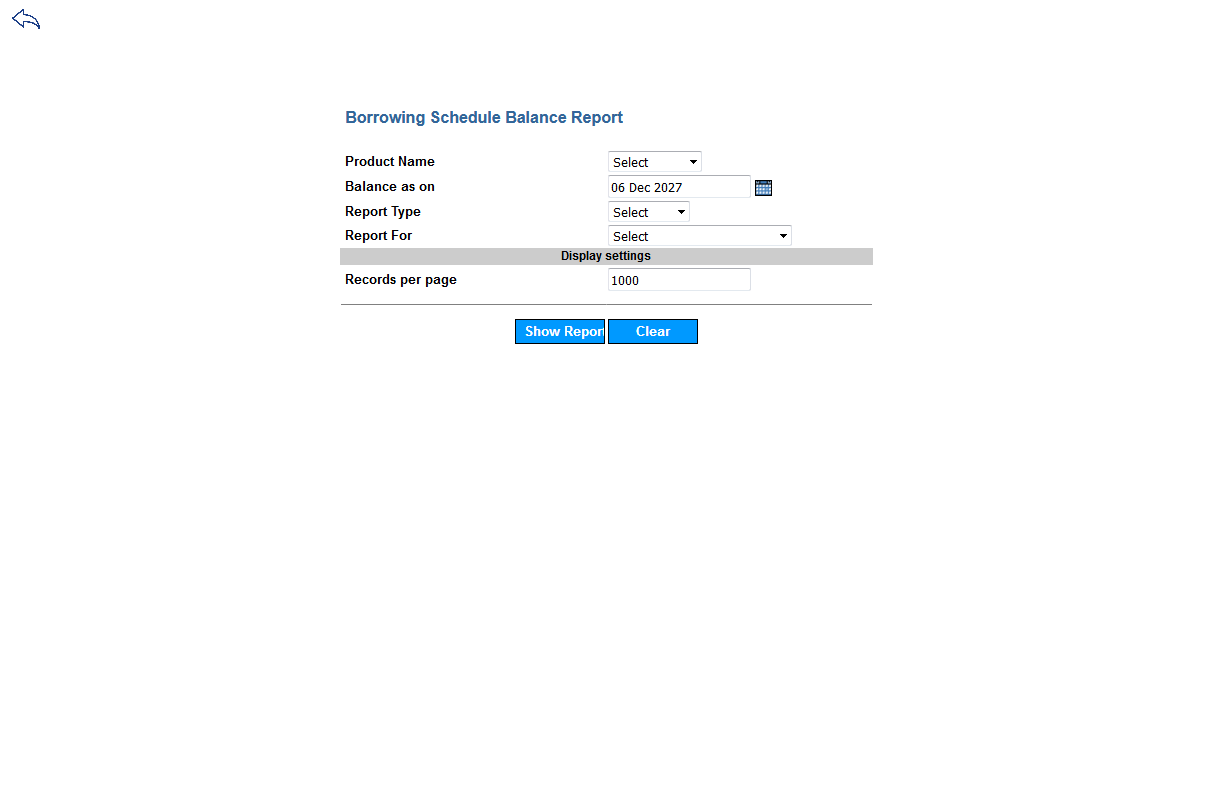 Borrowing Schedule Balance Report
Product Name Select
Balance as on 06 Dec 2027
Report Type Select
Report For Select
Display settings
Records per page 1000
Show Repor Clear